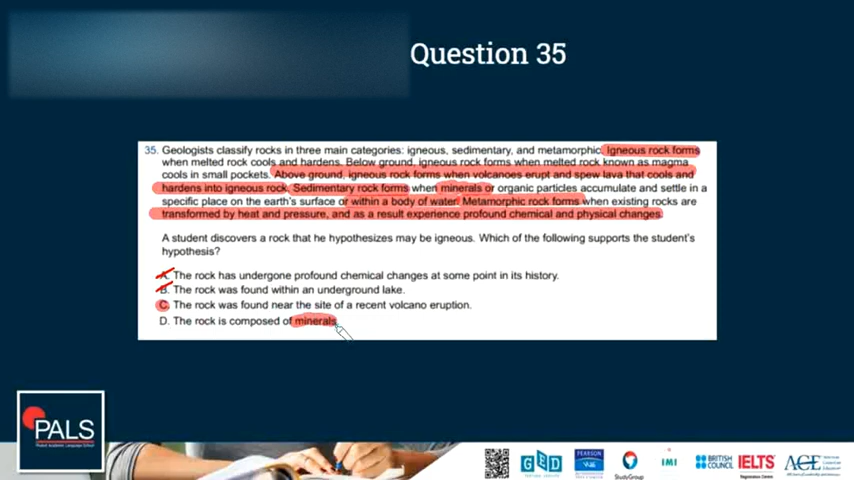 Question 35
35. Geologists classify rocks in three main categories: igneous, sedimentary, and metamorphic. Igneous rock forms
when melted rock cools and hardens. Below ground, igneous rock forms when melted rock known as magma
cools in small pockets. Above ground, igneous rock forms when volcanoes erupt and spew lava that cools and
hardens into igneous rock. Sedimentary rock forms when minerals or organic particles accumulate and settle in a
specific place on the earth's surface or within a body of water. Metamorphic rock forms when existing rocks are
transformed by heat and pressure, and as a result experience profound chemical and physical changes.
A student discovers a rock that he hypothesizes may be igneous. Which of the following supports the student's
hypothesis?
A. The rock has undergone profound chemical changes at some point in its history.
B. The rock was found within an underground lake.
C. The rock was found near the site of a recent volcano eruption.
D. The rock is composed of minerals.
PALS
GED
PEARSON
VUE
StudyGroup
IMI
BRITISH
COUNCIL
IELTS
ACE